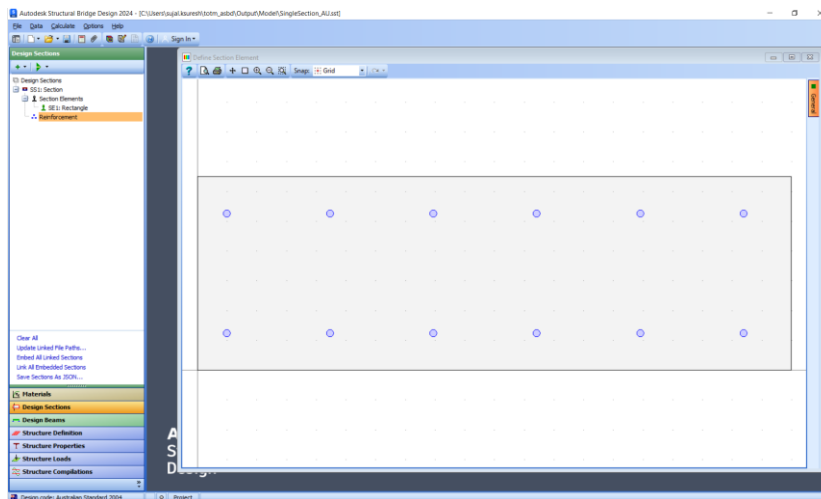 Autodesk Structural Bridge Design 2024 - [C:\Users\sujal.ksuresh\totm_asbd\Output\Model\SingleSection_AU.sst]
File Data Calculate Options Help
Sign In
Design Sections
Define Section Element
Snap: Grid
General
Design Sections
SS1: Section
Section Elements
SE1: Rectangle
Reinforcement
Clear All
Update Linked File Paths...
Embed All Linked Sections
Link All Embedded Sections
Save Sections As JSON...
Materials
Design Sections
Design Beams
Structure Definition
Structure Properties
Structure Loads
Structure Compilations
A
S
Design code: Australian Standard 2004
Project